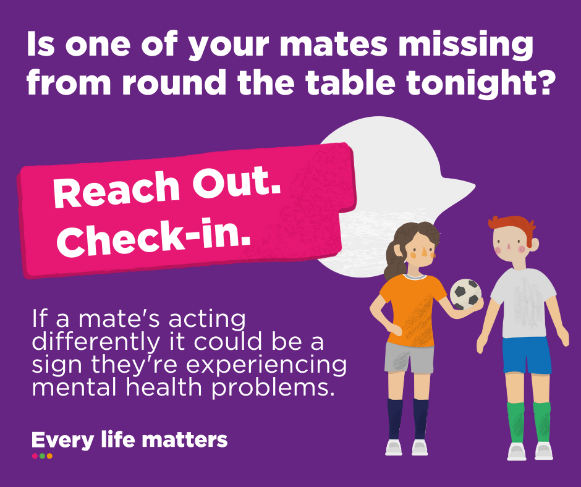 Is one of your mates missing
from round the table tonight?
Reach Out.
Check-in.
If a mate's acting
differently it could be a
sign they're experiencing
mental health problems.
Every life matters